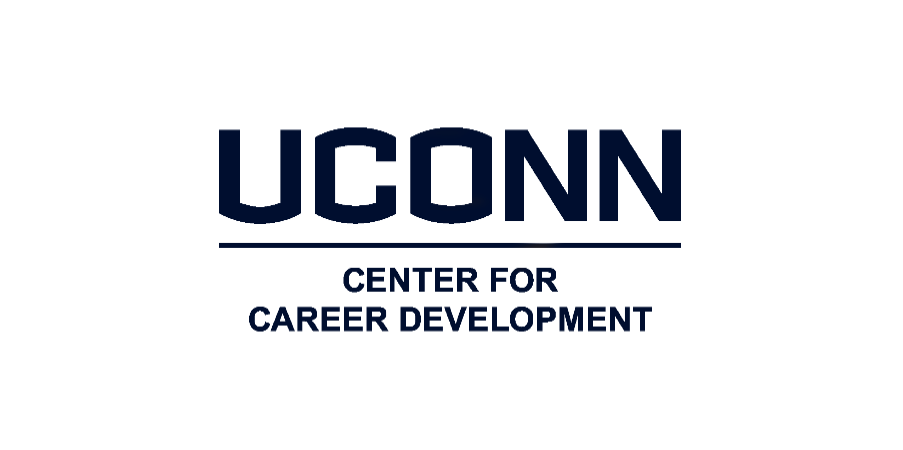 UCONN
CENTER FOR
CAREER DEVELOPMENT